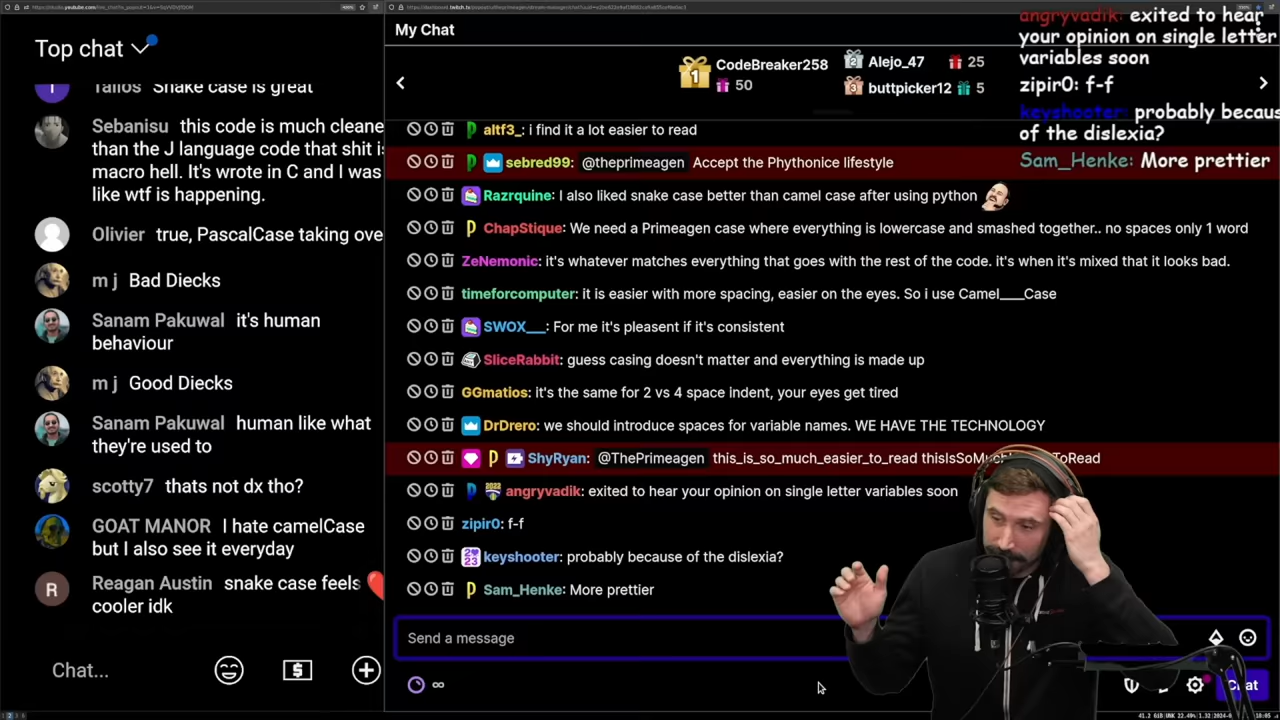 Top chat
Tallos Snake case is great
Sebanisu this code is much cleane
than the J language code that shit is
macro hell. It's wrote in C and I was
like wtf is happening.
Olivier true, PascalCase taking ove
m j Bad Diecks
Sanam Pakuwal it's human
behaviour
m j Good Diecks
Sanam Pakuwal human like what
they're used to
scotty7 thats not dx tho?
GOAT MANOR I hate camelCase
but I also see it everyday
R
Reagan Austin snake case feels
cooler idk
Chat...
My Chat
1
CodeBreaker258
50
2 Alejo_47 25
3 buttpicker12 5
altf3_: i find it a lot easier to read
sebred99: @theprimeagen Accept the Phythonice lifestyle
Razrquine: I also liked snake case better than camel case after using python
ChapStique: We need a Primeagen case where everything is lowercase and smashed together.. no spaces only 1 word
ZeNemonic: it's whatever matches everything that goes with the rest of the code. it's when it's mixed that it looks bad.
timeforcomputer: it is easier with more spacing, easier on the eyes. So i use Camel___Case
SWOX___: For me it's pleasent if it's consistent
SliceRabbit: guess casing doesn't matter and everything is made up
GGmatios: it's the same for 2 vs 4 space indent, your eyes get tired
DrDrero: we should introduce spaces for variable names. WE HAVE THE TECHNOLOGY
ShyRyan: @ThePrimeagen this_is_so_much_easier_to_read thisIsSoMuch ToRead
2022 angryvadik: exited to hear your opinion on single letter variables soon
zipir0: f-f
keyshooter: probably because of the dislexia?
Sam_Henke: More prettier
Send a message
∞
Chat
angryvadik: exited to hear
your opinion on single letter
variables soon
zipir0: f-f
keyshooter: probably becaus
of the dislexia?
Sam_Henke: More prettier